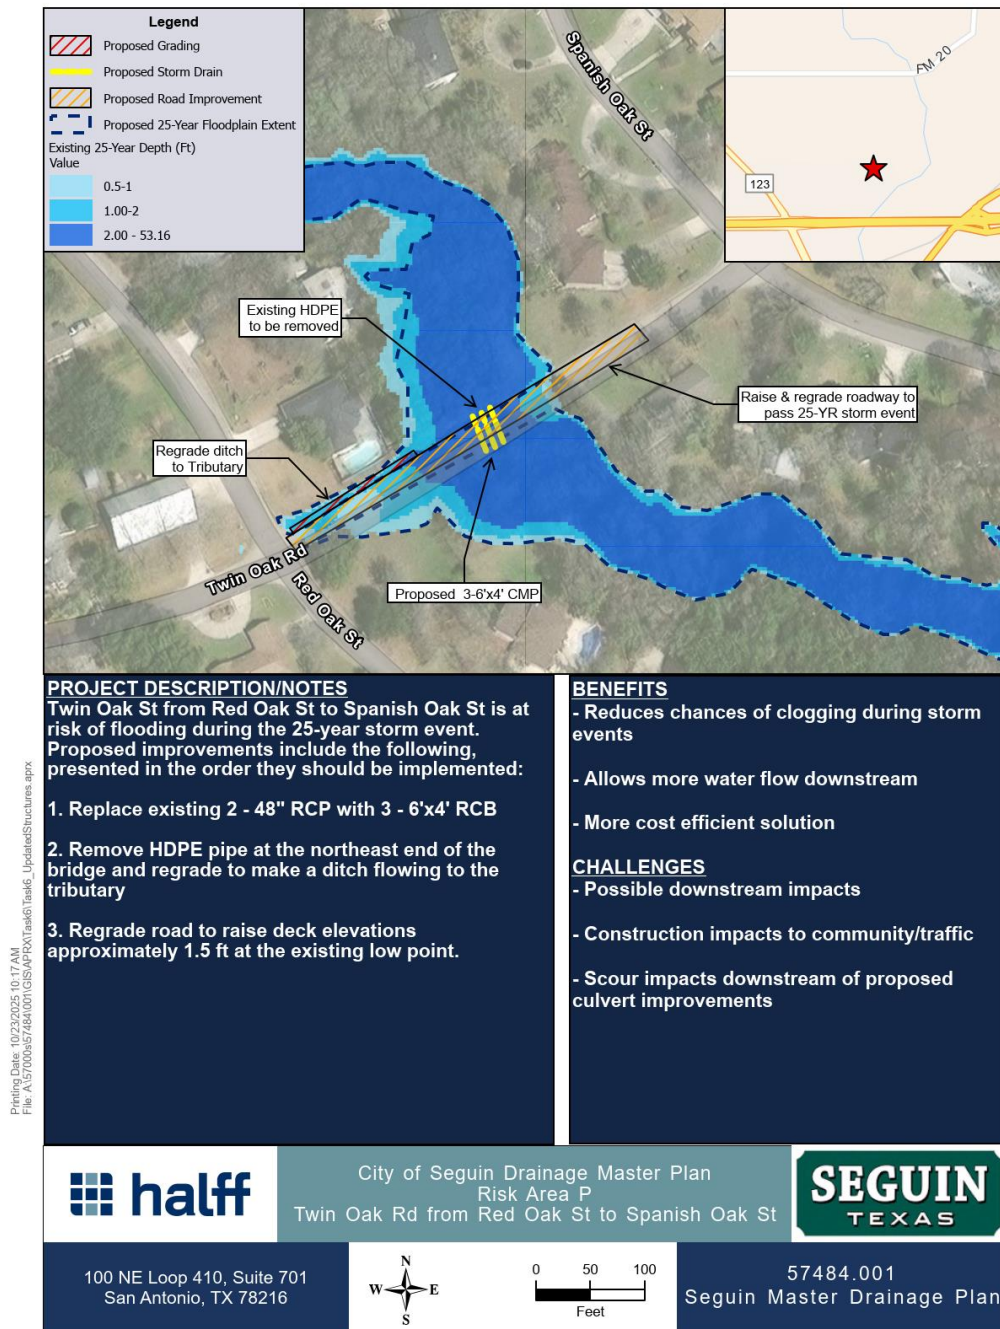 Legend
Proposed Grading
Proposed Storm Drain
Proposed Road Improvement
Proposed 25-Year Floodplain Extent
Existing 25-Year Depth (Ft)
Value
0.5-1
1.00-2
2.00 - 53.16
Spanish Oak St
FM 20
123
Existing HDPE
to be removed
Raise & regrade roadway to
pass 25-YR storm event
Regrade ditch
to Tributary
Twin Oak Rd
Red Oak St
Proposed 3-6'x4' CMP
PROJECT DESCRIPTION/NOTES
Twin Oak St from Red Oak St to Spanish Oak St is at
risk of flooding during the 25-year storm event.
Proposed improvements include the following,
presented in the order they should be implemented:
1. Replace existing 2 - 48" RCP with 3 - 6'x4' RCB
2. Remove HDPE pipe at the northeast end of the
bridge and regrade to make a ditch flowing to the
tributary
3. Regrade road to raise deck elevations
approximately 1.5 ft at the existing low point.
BENEFITS
- Reduces chances of clogging during storm
events
- Allows more water flow downstream
- More cost efficient solution
CHALLENGES
- Possible downstream impacts
- Construction impacts to community/traffic
- Scour impacts downstream of proposed
culvert improvements
Printing Date: 10/23/2025 10:17 AM
File: A:\57000s\57484\001\GIS\APRX\Task6\Task6_UpdatedStructures.aprx
halff
City of Seguin Drainage Master Plan
Risk Area P
Twin Oak Rd from Red Oak St to Spanish Oak St
SEGUIN
TEXAS
100 NE Loop 410, Suite 701
San Antonio, TX 78216
N
W E
S
0 50 100
Feet
57484.001
Seguin Master Drainage Plan